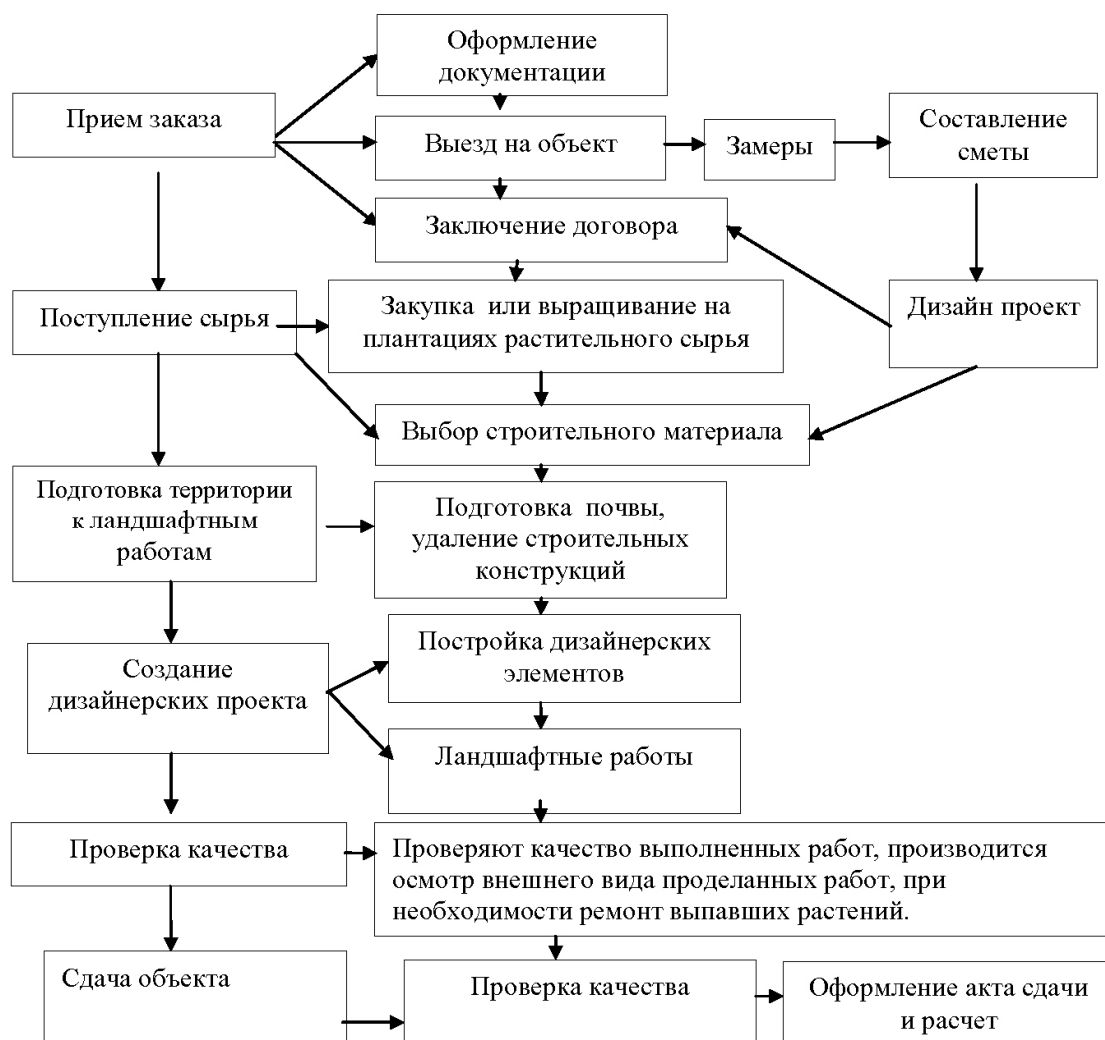 Оформление
документации
Прием заказа
Выезд на объект
Замеры
Составление
сметы
Заключение договора
Поступление сырья
Закупка или выращивание на
плантациях растительного сырья
Дизайн проект
Выбор строительного материала
Подготовка территории
к ландшафтным
работам
Подготовка почвы,
удаление строительных
конструкций
Создание
дизайнерских проекта
Постройка дизайнерских
элементов
Ландшафтные работы
Проверка качества
Проверяют качество выполненных работ, производится
осмотр внешнего вида проделанных работ, при
необходимости ремонт выпавших растений.
Сдача объекта
Проверка качества
Оформление акта сдачи
и расчет